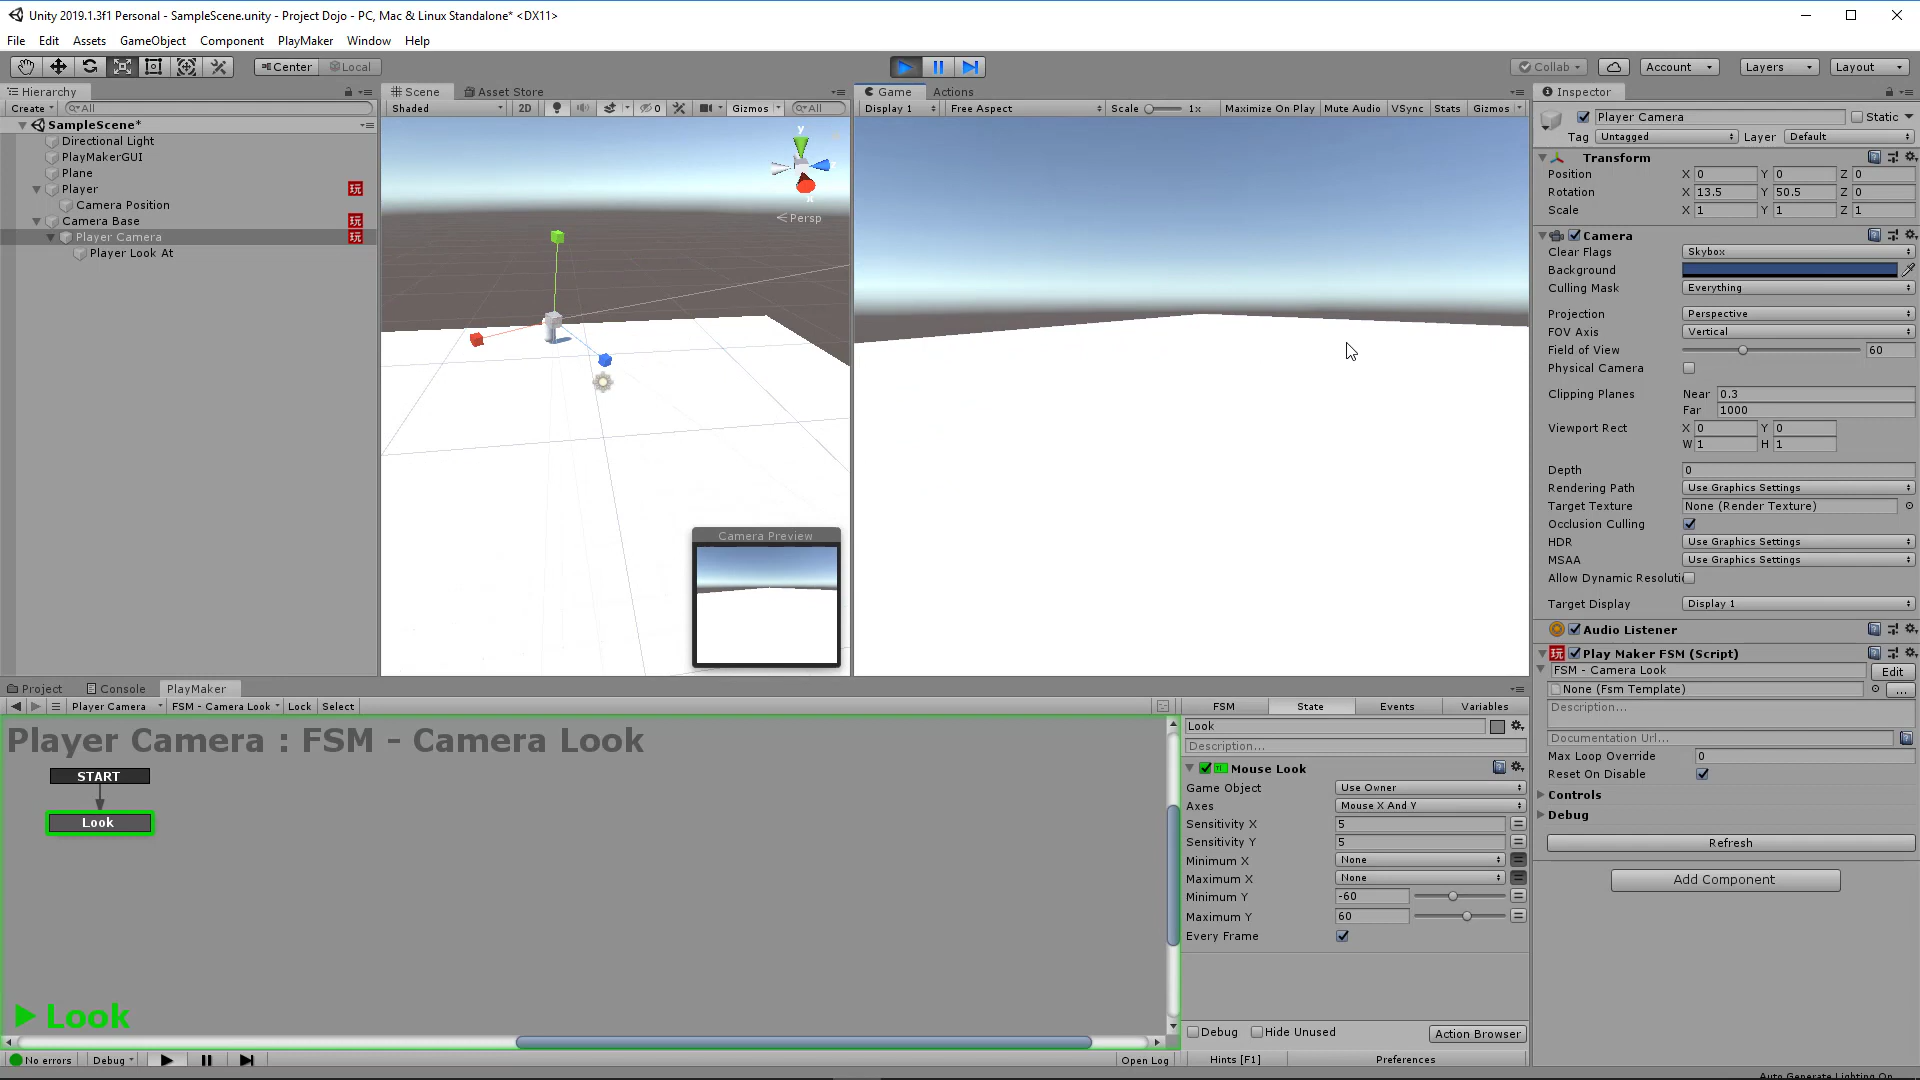 Unity 2019.1.3f1 Personal - SampleScene.unity - Project Dojo - PC, Mac & Linux Standalone* <DX11>
File Edit Assets GameObject Component PlayMaker Window Help
Center Local
Collab Account Layers Layout
Hierarchy
Create All
SampleScene*
Directional Light
PlayMakerGUI
Plane
Player 玩
Camera Position
Camera Base 玩
Player Camera 玩
Player Look At
Scene Asset Store
Shaded 2D 0 Gizmos All
y
x
Persp
Camera Preview
Game Actions
Display 1 Free Aspect Scale 1x Maximize On Play Mute Audio VSync Stats Gizmos
Inspector
Player Camera Static
Tag Untagged Layer Default
Transform
Position X 0 Y 0 Z 0
Rotation X 13.5 Y 50.5 Z 0
Scale X 1 Y 1 Z 1
Camera
Clear Flags Skybox
Background
Culling Mask Everything
Projection Perspective
FOV Axis Vertical
Field of View 60
Physical Camera
Clipping Planes Near 0.3
Far 1000
Viewport Rect X 0 Y 0
W 1 H 1
Depth 0
Rendering Path Use Graphics Settings
Target Texture None (Render Texture)
Occlusion Culling
HDR Use Graphics Settings
MSAA Use Graphics Settings
Allow Dynamic Resoluti
Target Display Display 1
Audio Listener
玩 Play Maker FSM (Script)
FSM - Camera Look Edit
None (Fsm Template) ...
Description...
Documentation Url...
Max Loop Override 0
Reset On Disable
Controls
Debug
Refresh
Add Component
Project Console PlayMaker
Player Camera FSM - Camera Look Lock Select
Player Camera : FSM - Camera Look
START
Look
Look
FSM State Events Variables
Look
Description...
Mouse Look
Game Object Use Owner
Axes Mouse X And Y
Sensitivity X 5
Sensitivity Y 5
Minimum X None
Maximum X None
Minimum Y -60
Maximum Y 60
Every Frame
Debug Hide Unused Action Browser
No errors Debug Open Log Hints [F1] Preferences
Auto Generate Lighting On